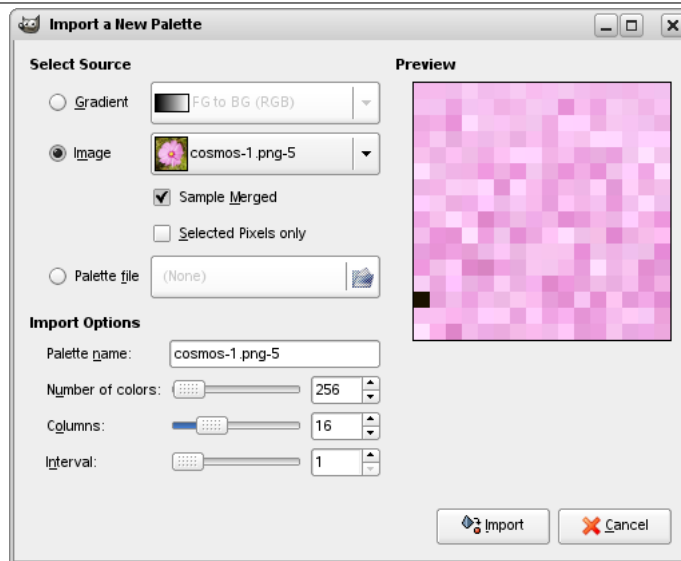 Import a New Palette
Select Source
Preview
Gradient
FG to BG (RGB)
Image
cosmos-1.png-5
Sample Merged
Selected Pixels only
Palette file
(None)
Import Options
Palette name:
cosmos-1.png-5
Number of colors:
256
Columns:
16
Interval:
1
Import
Cancel